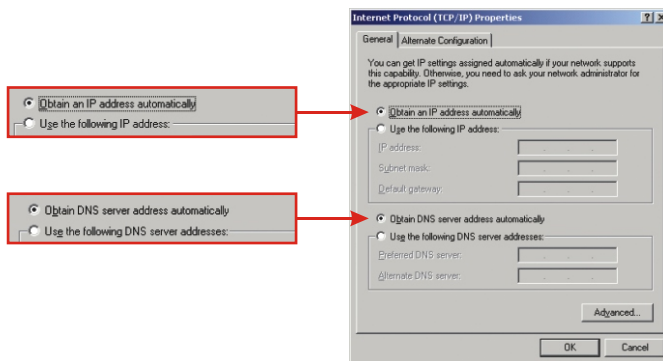 Obtain an IP address automatically
Use the following IP address:
Obtain DNS server address automatically
Use the following DNS server addresses:
Internet Protocol (TCP/IP) Properties
General
Alternate Configuration
You can get IP settings assigned automatically if your network supports
this capability. Otherwise, you need to ask your network administrator for
the appropriate IP settings.
Obtain an IP address automatically
Use the following IP address:
IP address:
Subnet mask:
Default gateway:
Obtain DNS server address automatically
Use the following DNS server addresses:
Preferred DNS server:
Alternate DNS server:
Advanced...
OK Cancel